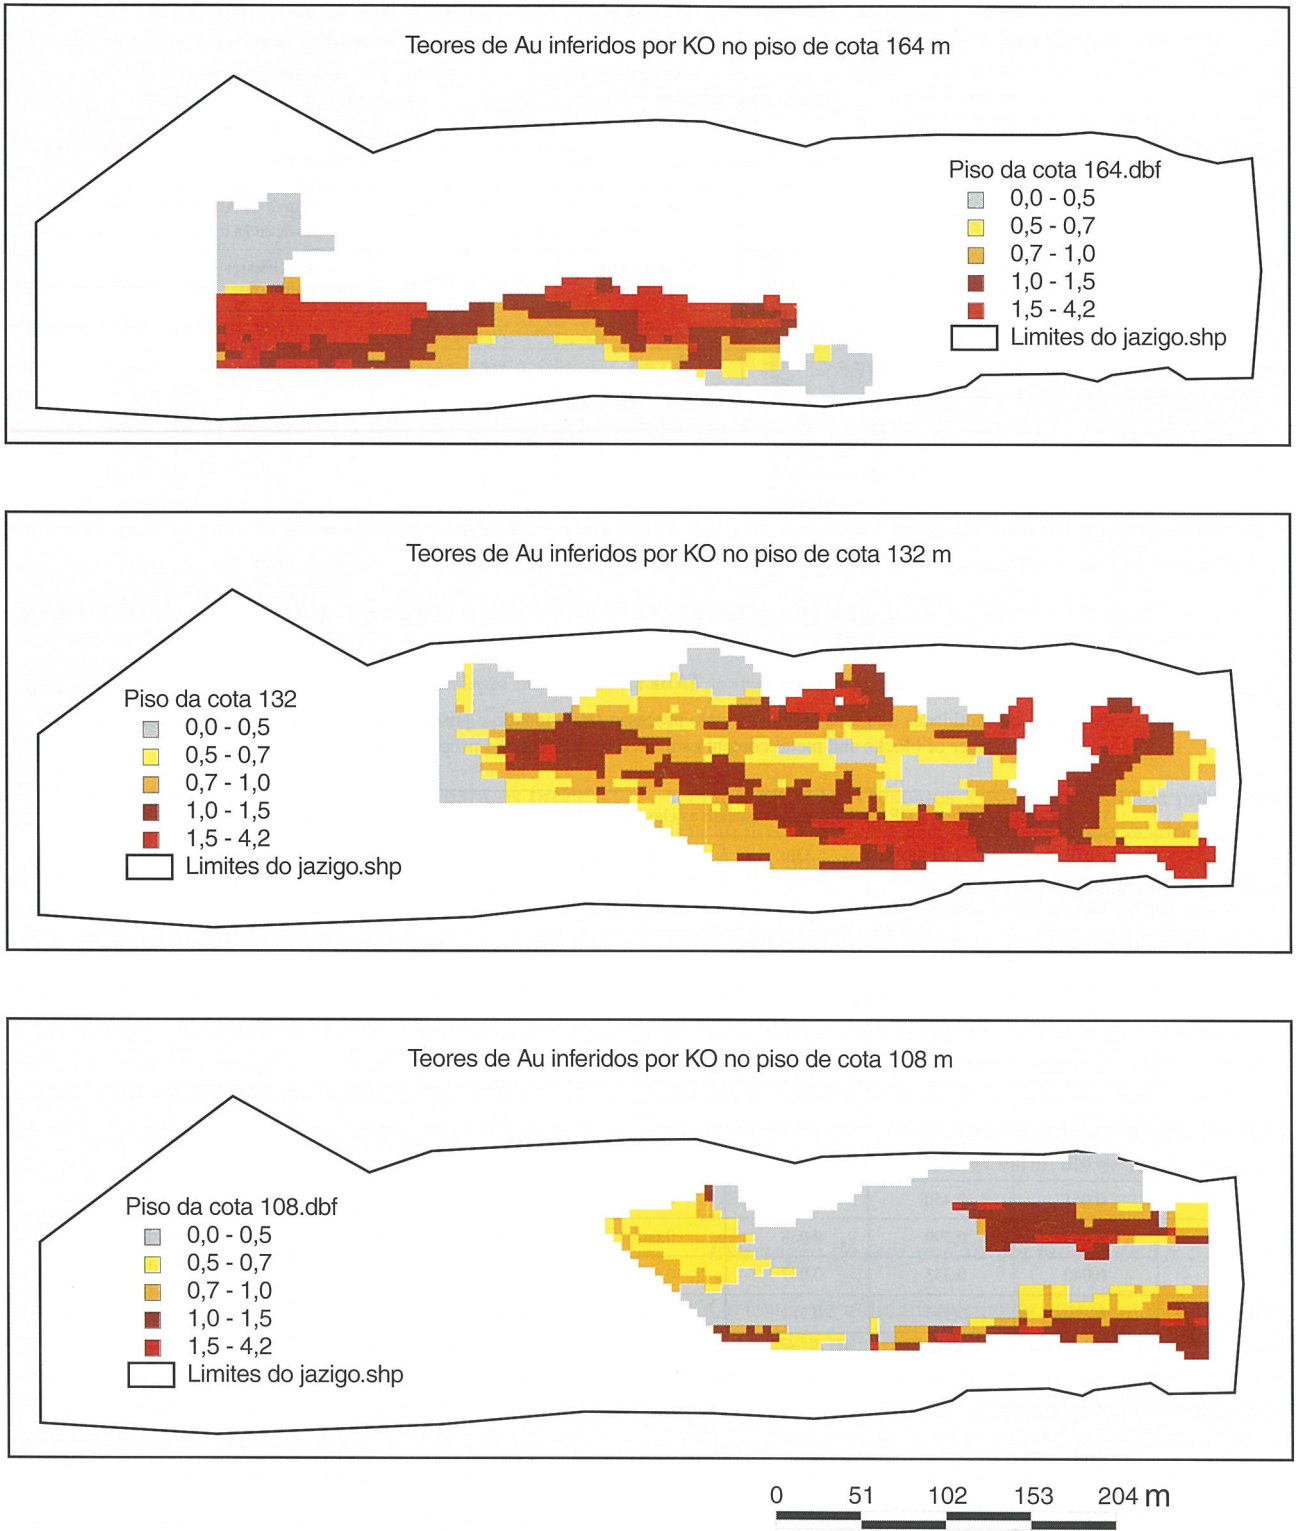 Teores de Au inferidos por KO no piso de cota 164 m
Piso da cota 164.dbf
0,0 - 0,5
0,5 - 0,7
0,7 - 1,0
1,0 - 1,5
1,5 - 4,2
Limites do jazigo.shp
Teores de Au inferidos por KO no piso de cota 132 m
Piso da cota 132
0,0 - 0,5
0,5 - 0,7
0,7 - 1,0
1,0 - 1,5
1,5 - 4,2
Limites do jazigo.shp
Teores de Au inferidos por KO no piso de cota 108 m
Piso da cota 108.dbf
0,0 - 0,5
0,5 - 0,7
0,7 - 1,0
1,0 - 1,5
1,5 - 4,2
Limites do jazigo.shp
0 51 102 153 204 m